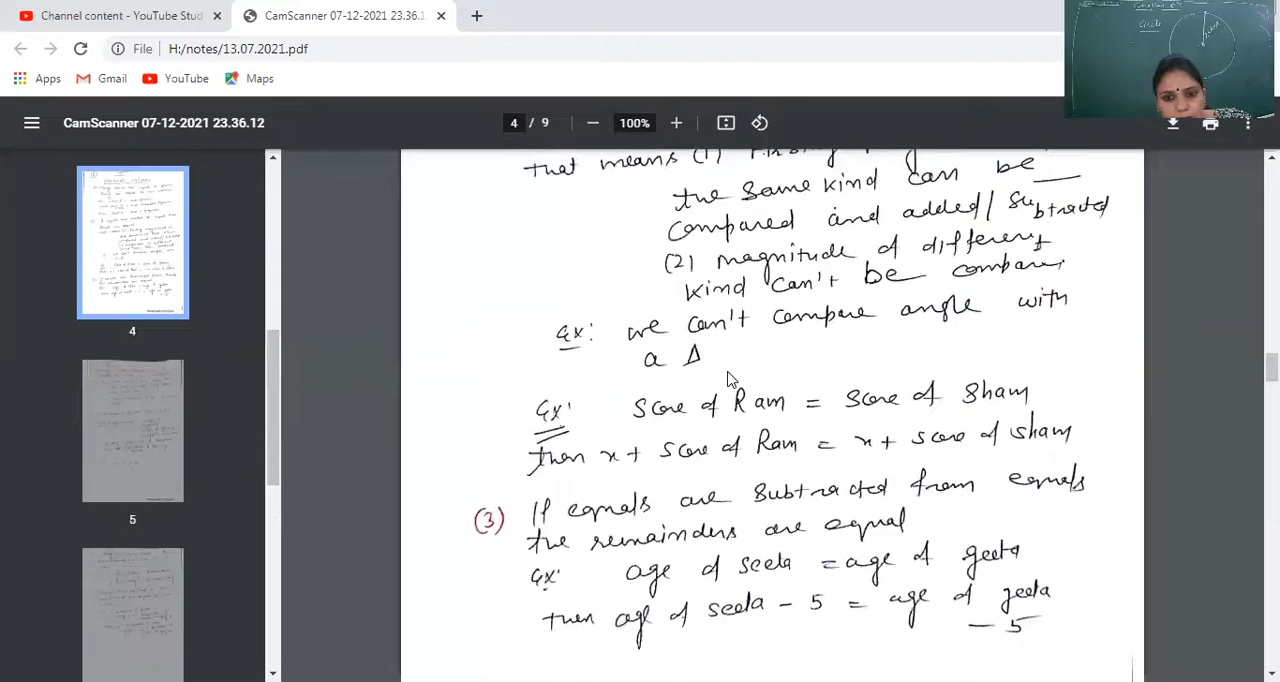 Channel content - YouTube Stud
CamScanner 07-12-2021 23.36.12
File H:/notes/13.07.2021.pdf
Apps Gmail YouTube Maps
CamScanner 07-12-2021 23.36.12
4 / 9
100%
4
5
that means (1)
the same kind can be
compared and added/ subtracted
(2) magnitude of different
kind can't be compare
Ex: we can't compare angle with
a Δ
Ex: Score of Ram = Score of Sham
then x + score of Ram = x + score of Sham
(3) If equals are subtracted from equals
the remainders are equal
Ex: age of seeta = age of geeta
then age of seeta - 5 = age of geeta
- 5